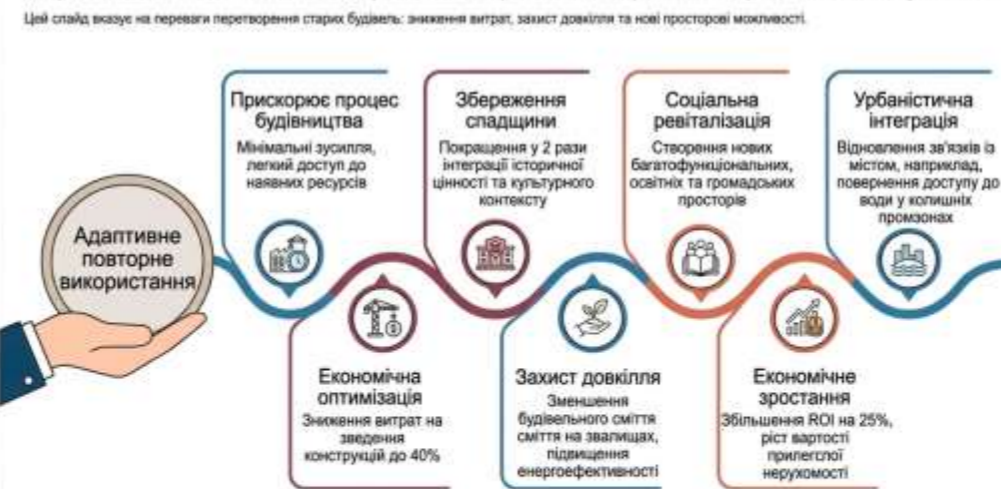 Цей слайд вказує на переваги перетворення старих будівель: зниження витрат, захист довкілля та нові просторові можливості.
Адаптивне
повторне
використання
Прискорює процес
будівництва
Мінімальні зусилля,
легкий доступ до
наявних ресурсів
Економічна
оптимізація
Зниження витрат на
зведення
конструкцій до 40%
Збереження
спадщини
Покращення у 2 рази
інтеграції історичної
цінності та культурного
контексту
Захист довкілля
Зменшення
будівельного сміття
сміття на звалищах,
підвищення
енергоефективності
Соціальна
ревіталізація
Створення нових
багатофункціональних,
освітніх та громадських
просторів
Економічне
зростання
Збільшення ROI на 25%,
ріст вартості
прилеглої
нерухомості
Урбаністична
інтеграція
Відновлення зв'язків із
містом, наприклад,
повернення доступу до
води у колишніх
промзонах